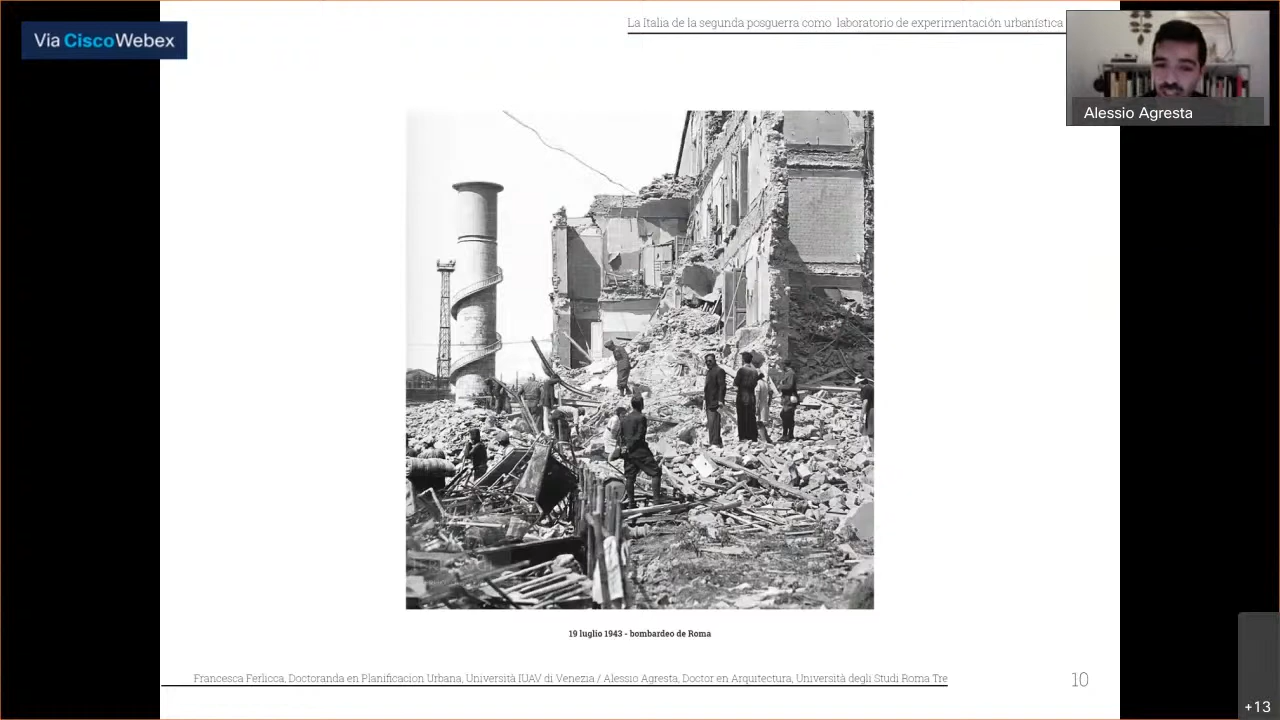 Via CiscoWebex
La Italia de la segunda posguerra como laboratorio de experimentación urbanística
Alessio Agresta
19 luglio 1943 - bombardeo de Roma
Francesca Ferlicca, Doctoranda en Planificacion Urbana, Università IUAV di Venezia / Alessio Agresta, Doctor en Arquitectura, Università degli Studi Roma Tre
10
+13